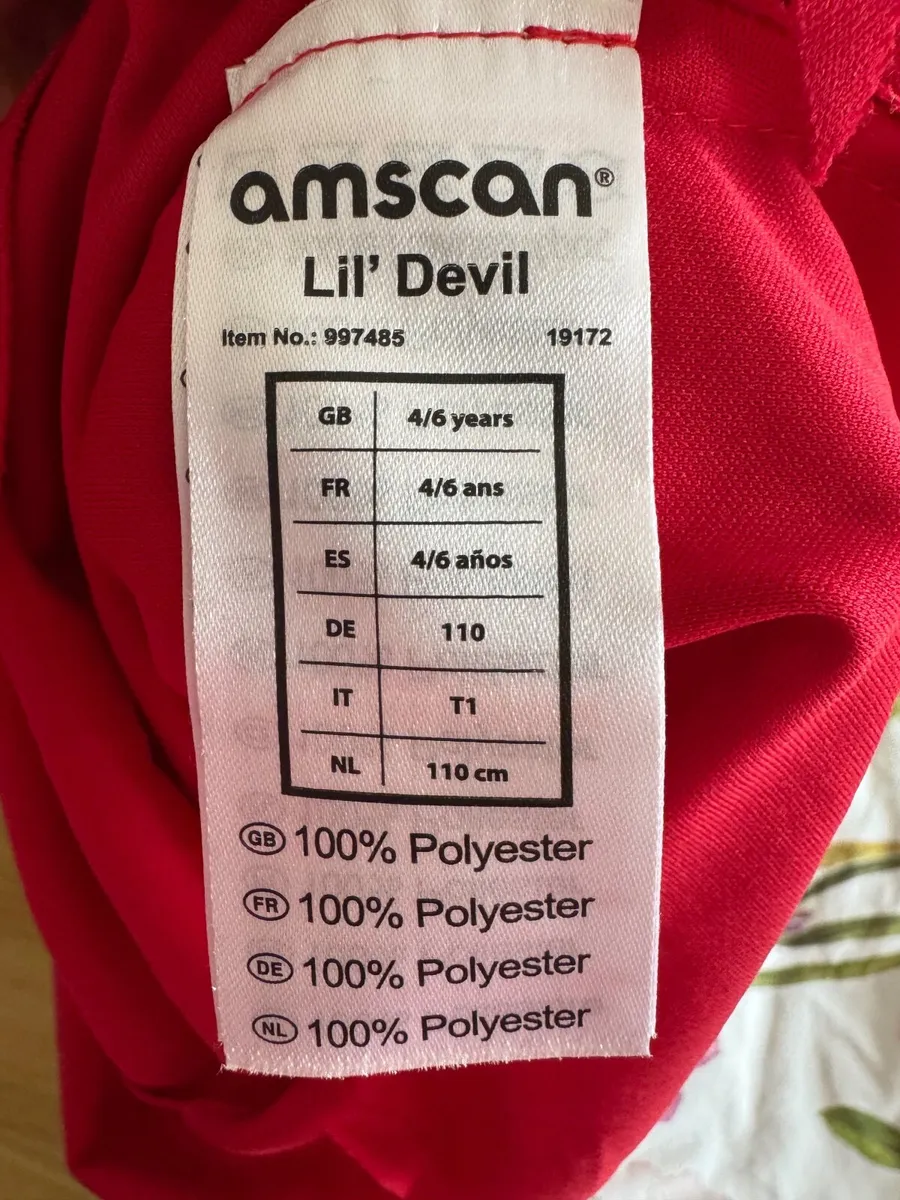 amscan®
Lil' Devil
Item No.: 997485 19172
GB 4/6 years
FR 4/6 ans
ES 4/6 años
DE 110
IT T1
NL 110 cm
GB 100% Polyester
FR 100% Polyester
DE 100% Polyester
NL 100% Polyester